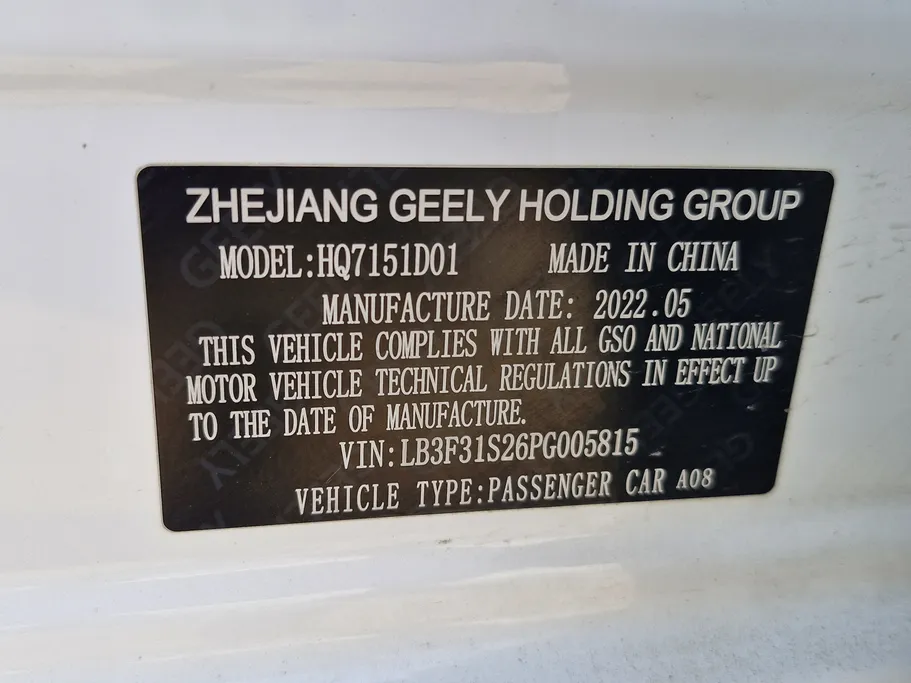 ZHEJIANG GEELY HOLDING GROUP
MODEL:HQ7151D01 MADE IN CHINA
MANUFACTURE DATE: 2022.05
THIS VEHICLE COMPLIES WITH ALL GSO AND NATIONAL
MOTOR VEHICLE TECHNICAL REGULATIONS IN EFFECT UP
TO THE DATE OF MANUFACTURE.
VIN:LB3F31S26PG005815
VEHICLE TYPE:PASSENGER CAR A08